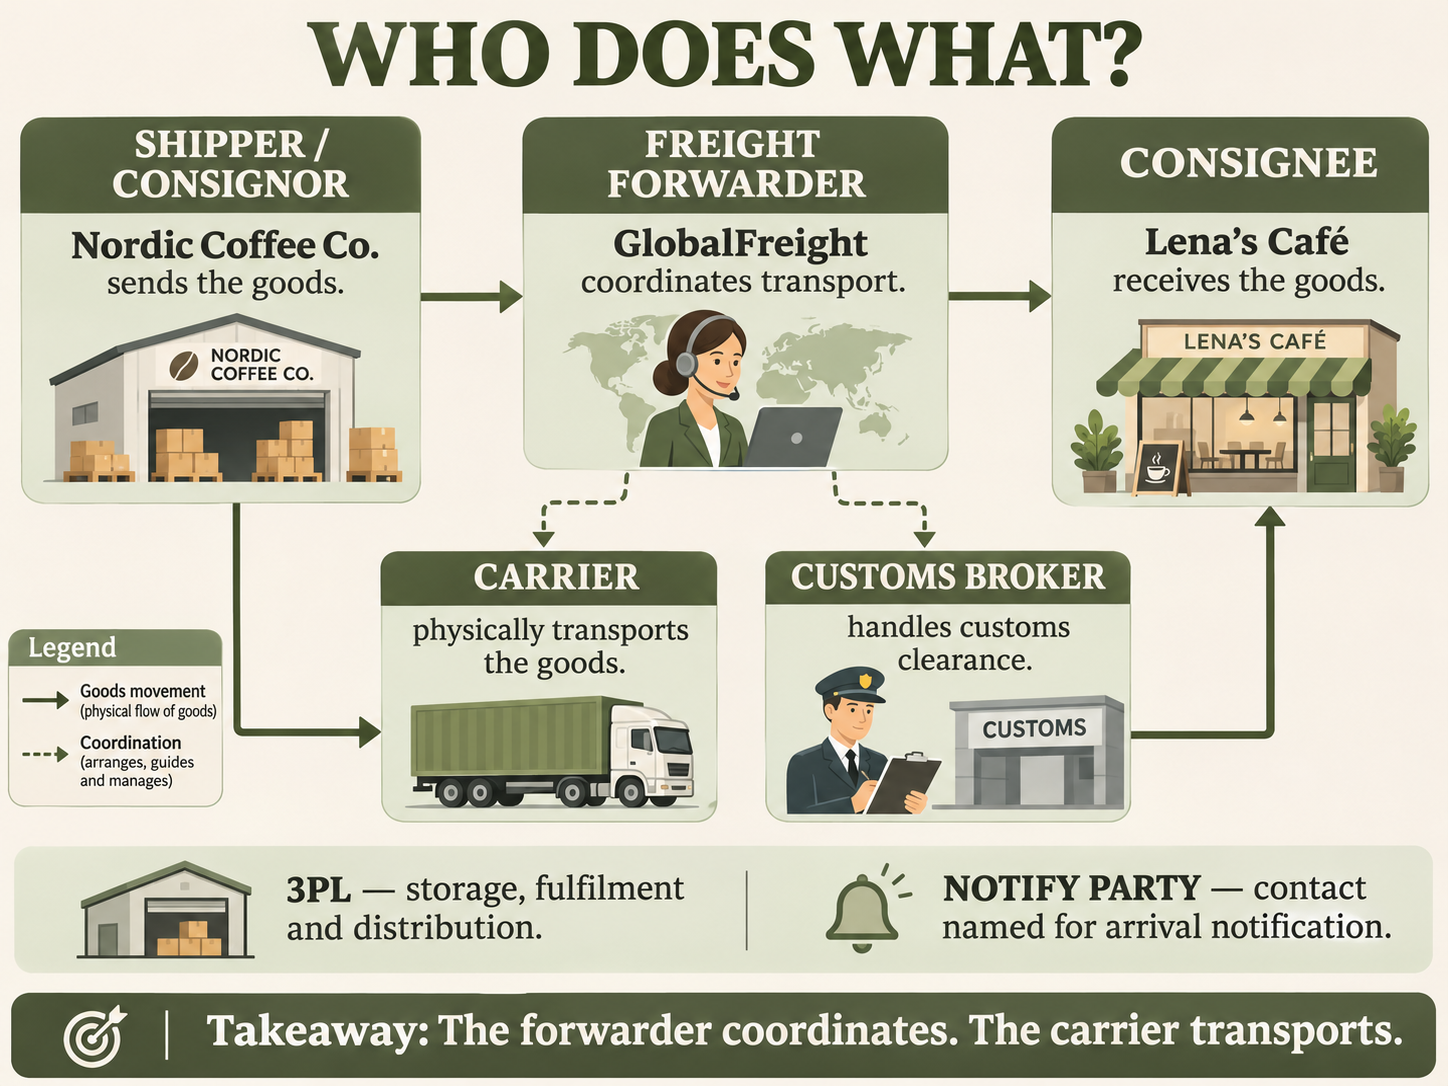 WHO DOES WHAT?
SHIPPER /
CONSIGNOR
Nordic Coffee Co.
sends the goods.
NORDIC
COFFEE CO.
FREIGHT
FORWARDER
GlobalFreight
coordinates transport.
CONSIGNEE
Lena’s Café
receives the goods.
LENA’S CAFÉ
CARRIER
physically transports
the goods.
CUSTOMS BROKER
handles customs
clearance.
CUSTOMS
Legend
Goods movement
(physical flow of goods)
Coordination
(arranges, guides
and manages)
3PL — storage, fulfilment
and distribution.
NOTIFY PARTY — contact
named for arrival notification.
Takeaway: The forwarder coordinates. The carrier transports.